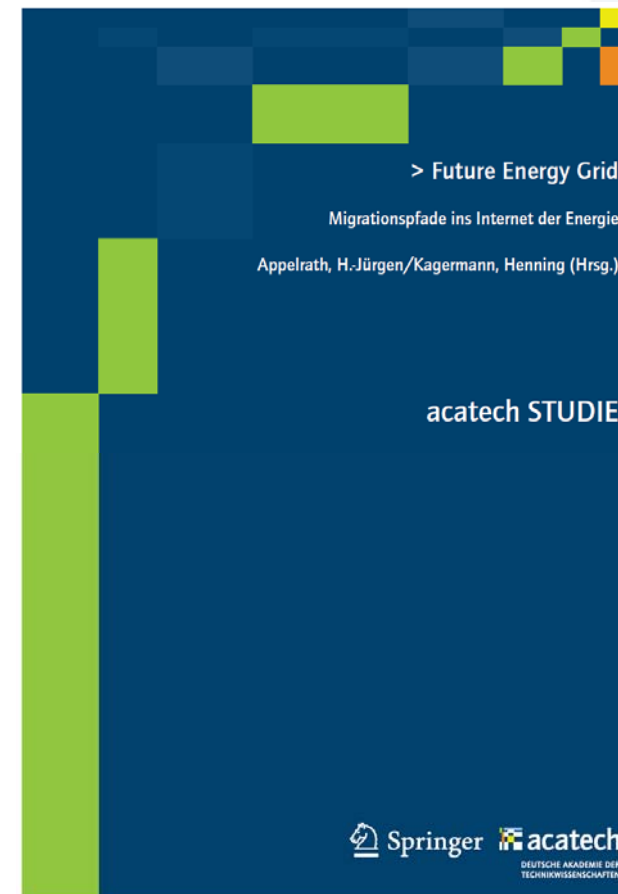 > Future Energy Grid
Migrationspfade ins Internet der Energie
Appelrath, H.-Jürgen/Kagermann, Henning (Hrsg.)
acatech STUDIE
Springer acatech
DEUTSCHE AKADEMIE DER
TECHNIKWISSENSCHAFTEN